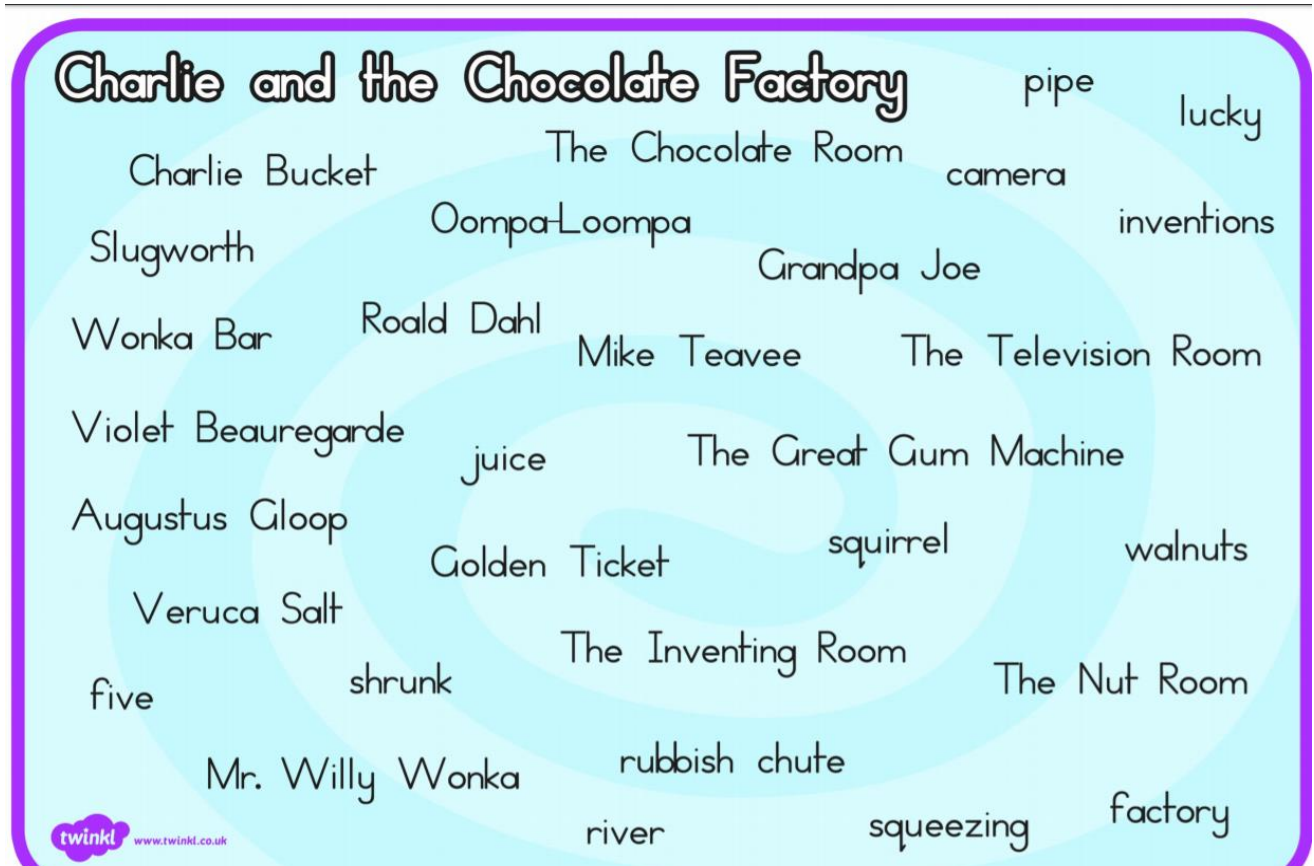 Charlie and the Chocolate Factory
pipe
lucky
The Chocolate Room
Charlie Bucket
camera
Oompa-Loompa
inventions
Slugworth
Grandpa Joe
Roald Dahl
Wonka Bar
Mike Teavee
The Television Room
Violet Beauregarde
juice
The Great Gum Machine
Augustus Gloop
squirrel
walnuts
Golden Ticket
Veruca Salt
The Inventing Room
shrunk
The Nut Room
five
rubbish chute
Mr. Willy Wonka
factory
river
squeezing
twinkl www.twinkl.co.uk